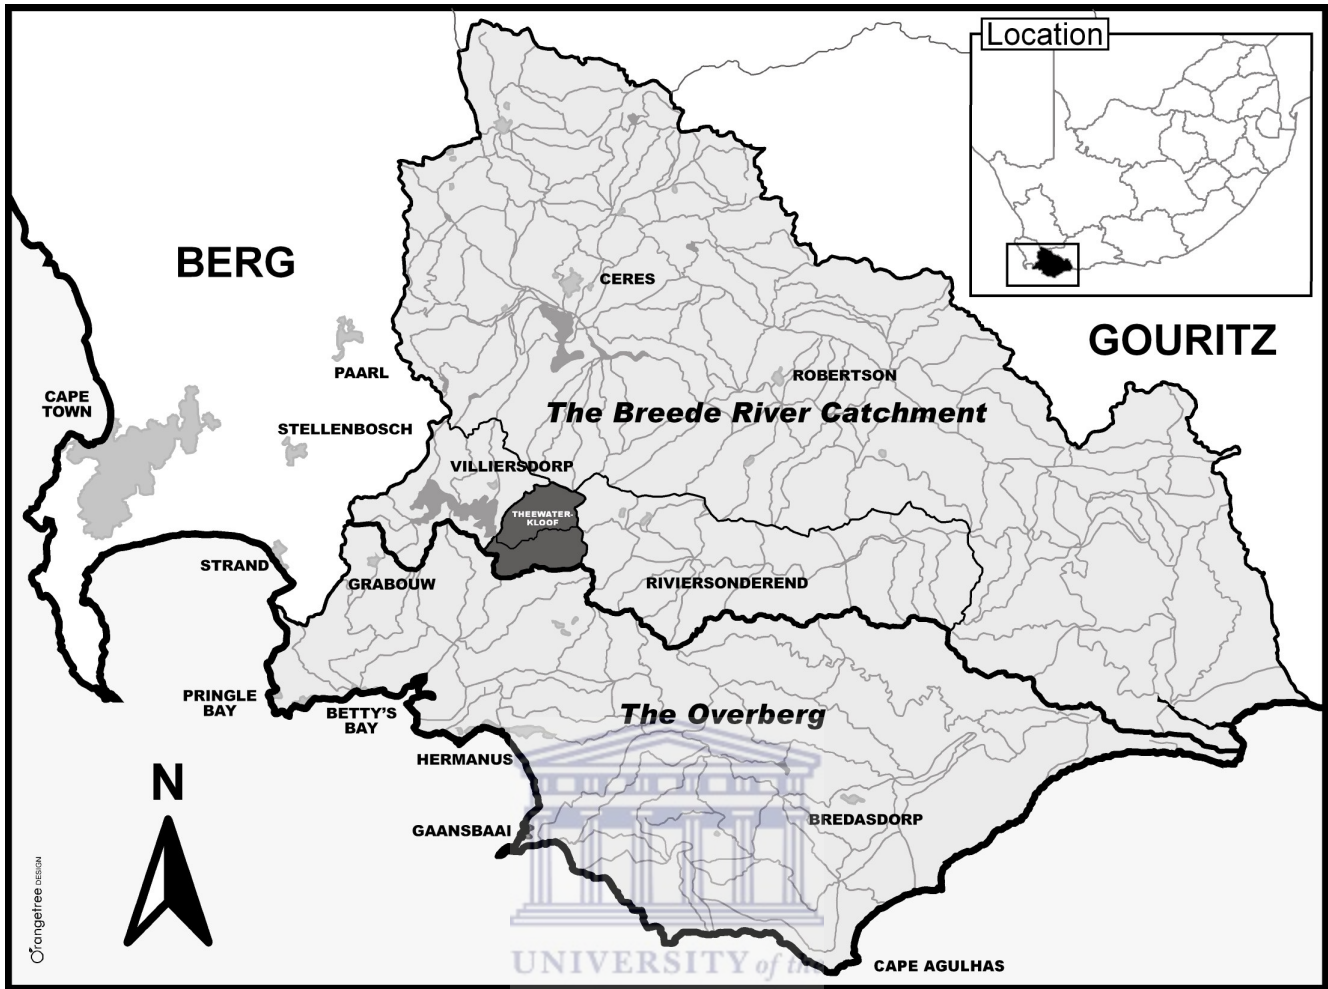 Location
BERG
CERES
GOURITZ
PAARL
ROBERTSON
CAPE
TOWN
The Breede River Catchment
STELLENBOSCH
VILLIERSDORP
THEEWATER-
KLOOF
STRAND
GRABOUW
RIVIERSONDEREND
PRINGLE
BAY
BETTY'S
BAY
The Overberg
HERMANUS
N
GAANSBAAI
BREDASDORP
Orangetree DESIGN
UNIVERSITY of the
CAPE AGULHAS